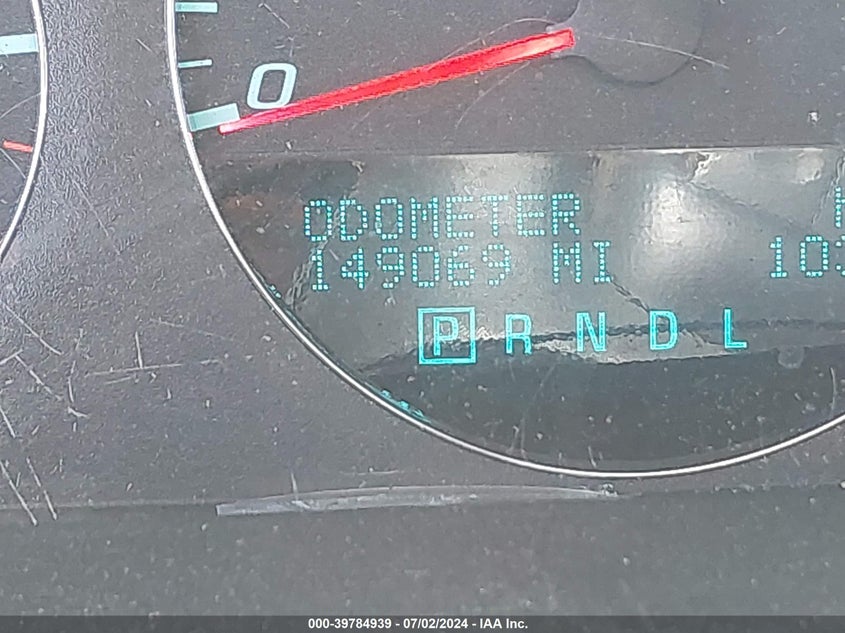 0
ODOMETER
149069 MI
P R N D L
000-39784939 - 07/02/2024 - IAA Inc.